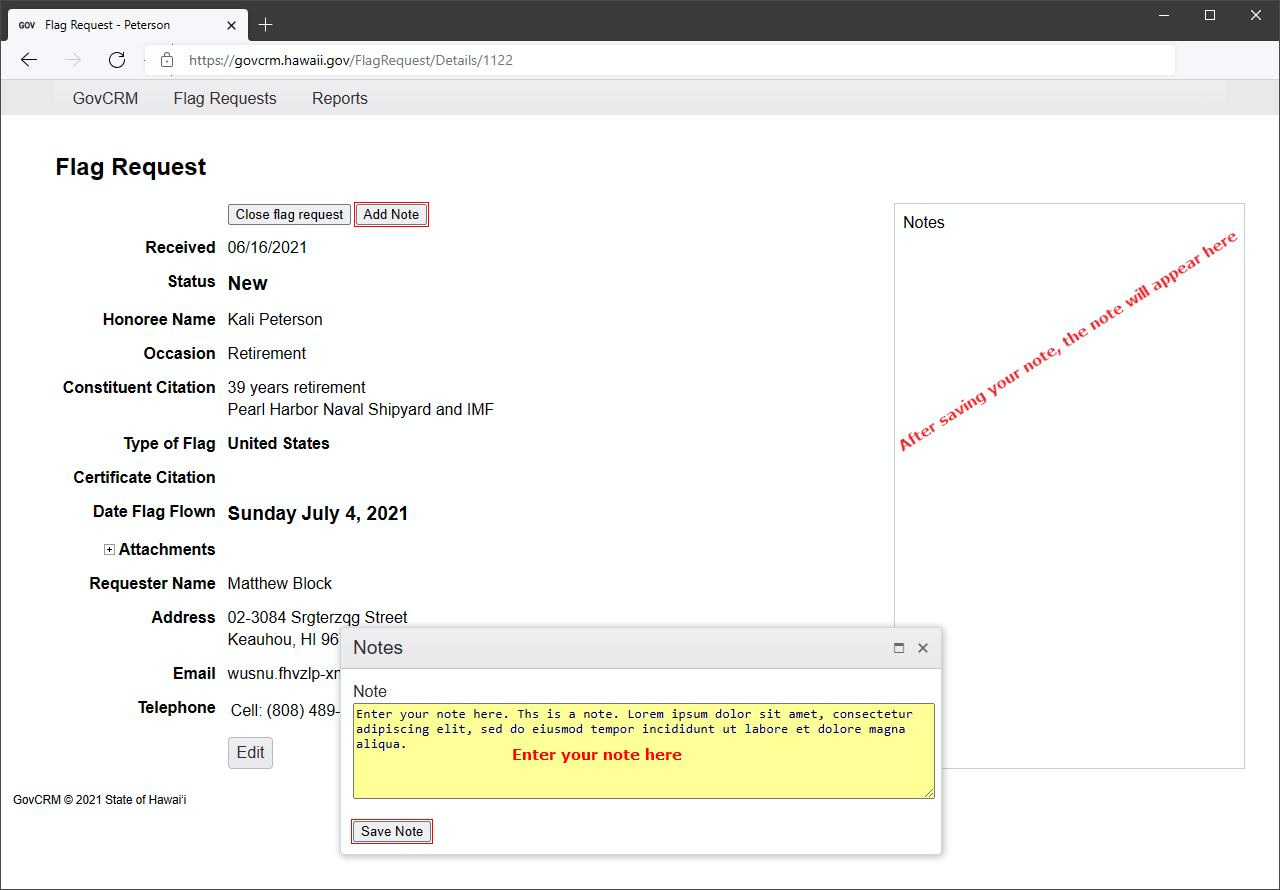 GOV Flag Request - Peterson
https://govcrm.hawaii.gov/FlagRequest/Details/1122
GovCRM Flag Requests Reports
Flag Request
Close flag request Add Note
Received 06/16/2021
Status New
Honoree Name Kali Peterson
Occasion Retirement
Constituent Citation 39 years retirement
Pearl Harbor Naval Shipyard and IMF
Type of Flag United States
Certificate Citation
Date Flag Flown Sunday July 4, 2021
Attachments
Requester Name Matthew Block
Address 02-3084 Srgterzqg Street
Keauhou, HI 967
Email wusnu.fhvzlp-xn
Telephone Cell: (808) 489-
Edit
GovCRM © 2021 State of Hawaiʻi
Notes
After saving your note, the note will appear here
Notes
Note
Enter your note here. Ths is a note. Lorem ipsum dolor sit amet, consectetur
adipiscing elit, sed do eiusmod tempor incididunt ut labore et dolore magna
aliqua.
Enter your note here
Save Note